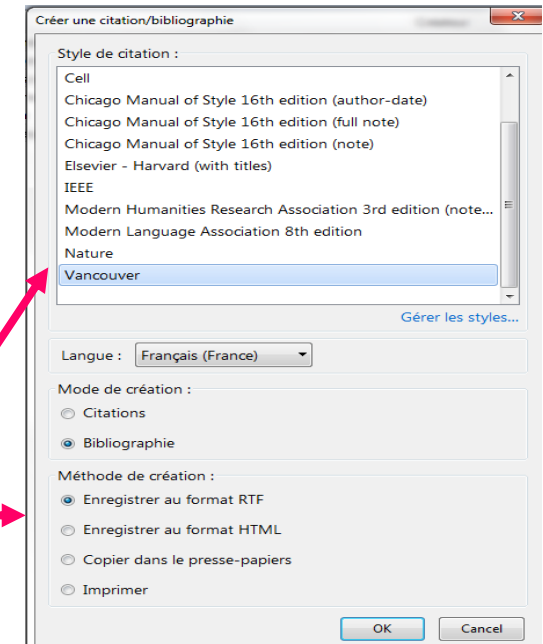 Créer une citation/bibliographie
Style de citation :
Cell
Chicago Manual of Style 16th edition (author-date)
Chicago Manual of Style 16th edition (full note)
Chicago Manual of Style 16th edition (note)
Elsevier - Harvard (with titles)
IEEE
Modern Humanities Research Association 3rd edition (note...
Modern Language Association 8th edition
Nature
Vancouver
Gérer les styles...
Langue : Français (France)
Mode de création :
Citations
Bibliographie
Méthode de création :
Enregistrer au format RTF
Enregistrer au format HTML
Copier dans le presse-papiers
Imprimer
OK Cancel